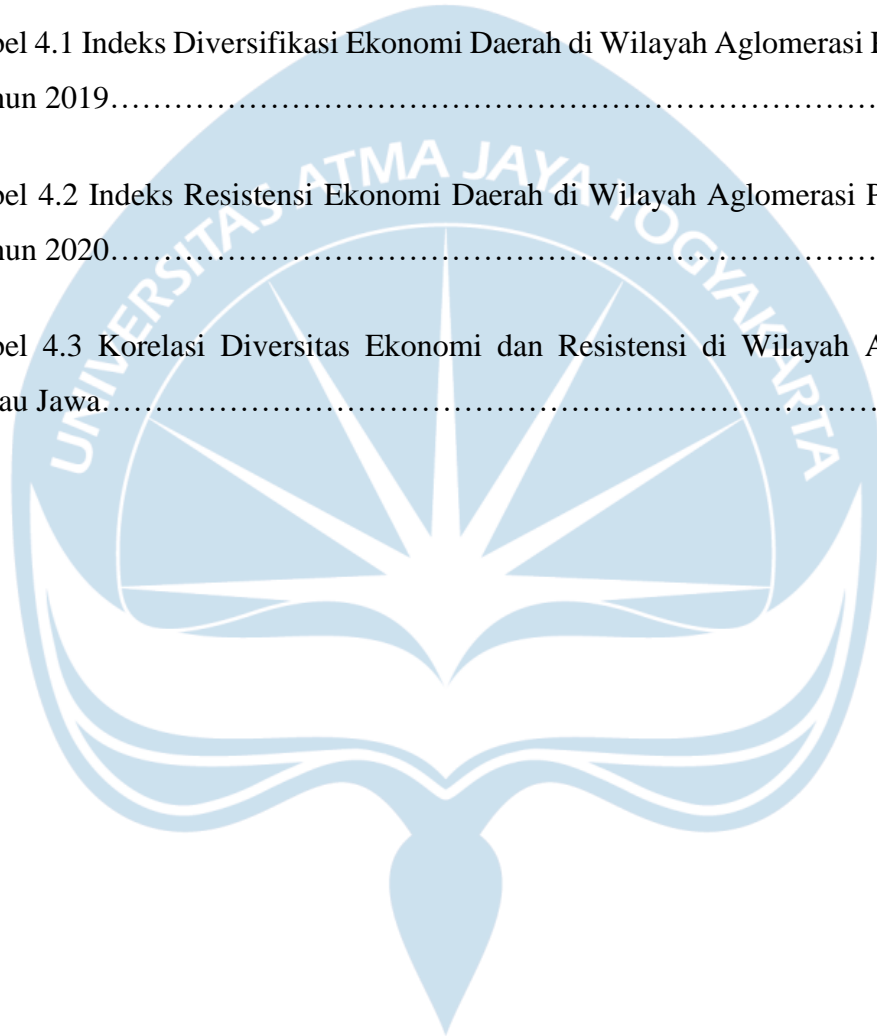 bel 4.1 Indeks Diversifikasi Ekonomi Daerah di Wilayah Aglomerasi
hun 2019……………………………………………………………………
bel 4.2 Indeks Resistensi Ekonomi Daerah di Wilayah Aglomerasi P
hun 2020……………………………………………………………………
bel 4.3 Korelasi Diversitas Ekonomi dan Resistensi di Wilayah A
au Jawa……………………………………………………………………
UNIVERSITAS ATMA JAYA YOGYAKARTA